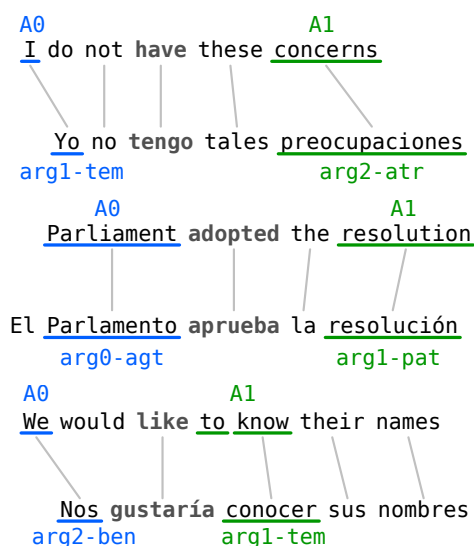 A0 A1
I do not have these concerns
Yo no tengo tales preocupaciones
arg1-tem arg2-atr
A0 A1
Parliament adopted the resolution
El Parlamento aprueba la resolución
arg0-agt arg1-pat
A0 A1
We would like to know their names
Nos gustaría conocer sus nombres
arg2-ben arg1-tem